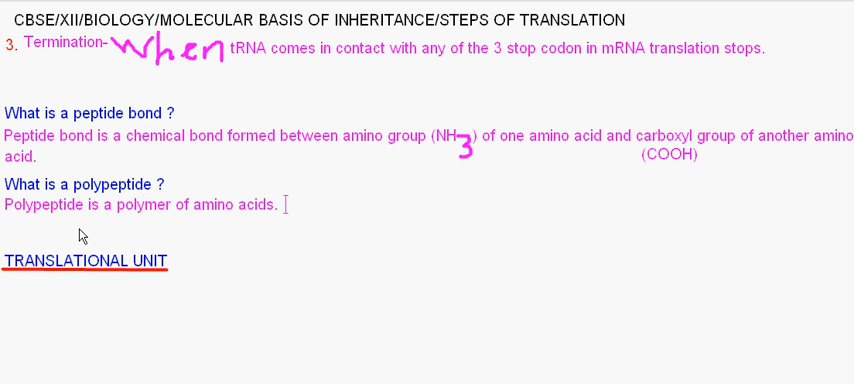 CBSE/XII/BIOLOGY/MOLECULAR BASIS OF INHERITANCE/STEPS OF TRANSLATION
3. Termination- When tRNA comes in contact with any of the 3 stop codon in mRNA translation stops.
What is a peptide bond ?
Peptide bond is a chemical bond formed between amino group (NH3) of one amino acid and carboxyl group of another amino
acid. (COOH)
What is a polypeptide ?
Polypeptide is a polymer of amino acids.
TRANSLATIONAL UNIT